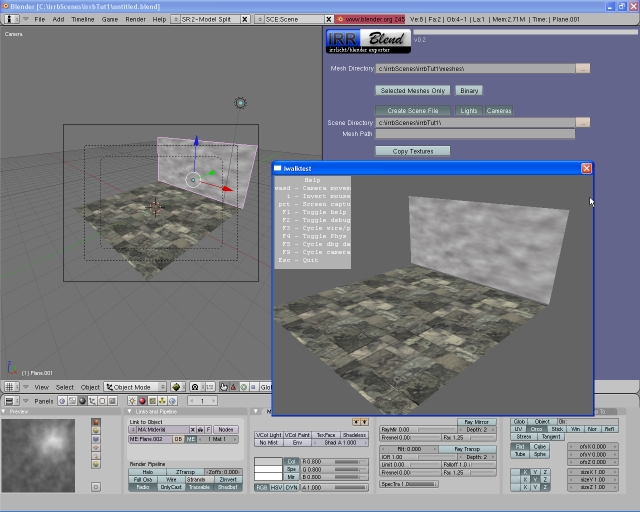 Blender [C:\irrbScenes\irrbTut1\untitled.blend]
File Add Timeline Game Render Help SR:2-Model Split SCE:Scene www.blender.org 245 Ve:8 | Fa:2 | Ob:4-1 | La:1 | Mem:2.71M | Time: | Plane.001
Camera
IRR Blend
irrlicht/blender exporter
v0.2
Mesh Directory c:\irrbScenes\irrbTut1\meshes\ ...
Selected Meshes Only Binary
Create Scene File Lights Cameras
Scene Directory c:\irrbScenes\irrbTut1\ ...
Mesh Path
Copy Textures
iwalktest
Help
wasd - Camera movem
i - Invert mouse
prt - Screen captu
F1 - Toggle help
F2 - Toggle debug
F3 - Cycle wire/p
F4 - Toggle Phys
F5 - Cycle dbg da
F9 - Cycle camera
Esc - Quit
(1) Plane.001
View Select Object Object Mode Glob
Panels 1
Preview
Links and Pipeline
Link to Object
MA:Material F Nodes
ME:Plane.002 OB ME 1 Mat 1
Render Pipeline
Halo ZTransp Zoffs: 0.000
Full Osa Wire Strands ZInvert
Radio OnlyCast Traceable Shadbuf
VCol Light VCol Paint TexFace Shadeless
No Mist Env Shad A 1.000
Col R 0.800
Spe G 0.800
Mir B 0.800
RGB HSV DYN A 1.000
Ray Mirror
RayMir 0.00 Depth: 2
Fresnel 0.00 Fac 1.25
Filt: 0.000 Ray Transp
IOR 1.00 Depth: 2
Limit 0.00 Falloff 1.0
Fresnel 0.0 Fac 1.25
SpecTra 1
Glob Object Ob:
UV Orco Stick Win Nor Refl
Stress Tangent
Flat Cube ofsX 0.000
Tube Sphe ofsY 0.000
ofsZ 0.000
X Y Z sizeX 1.00
X Y Z sizeY 1.00
X Y Z sizeZ 1.00